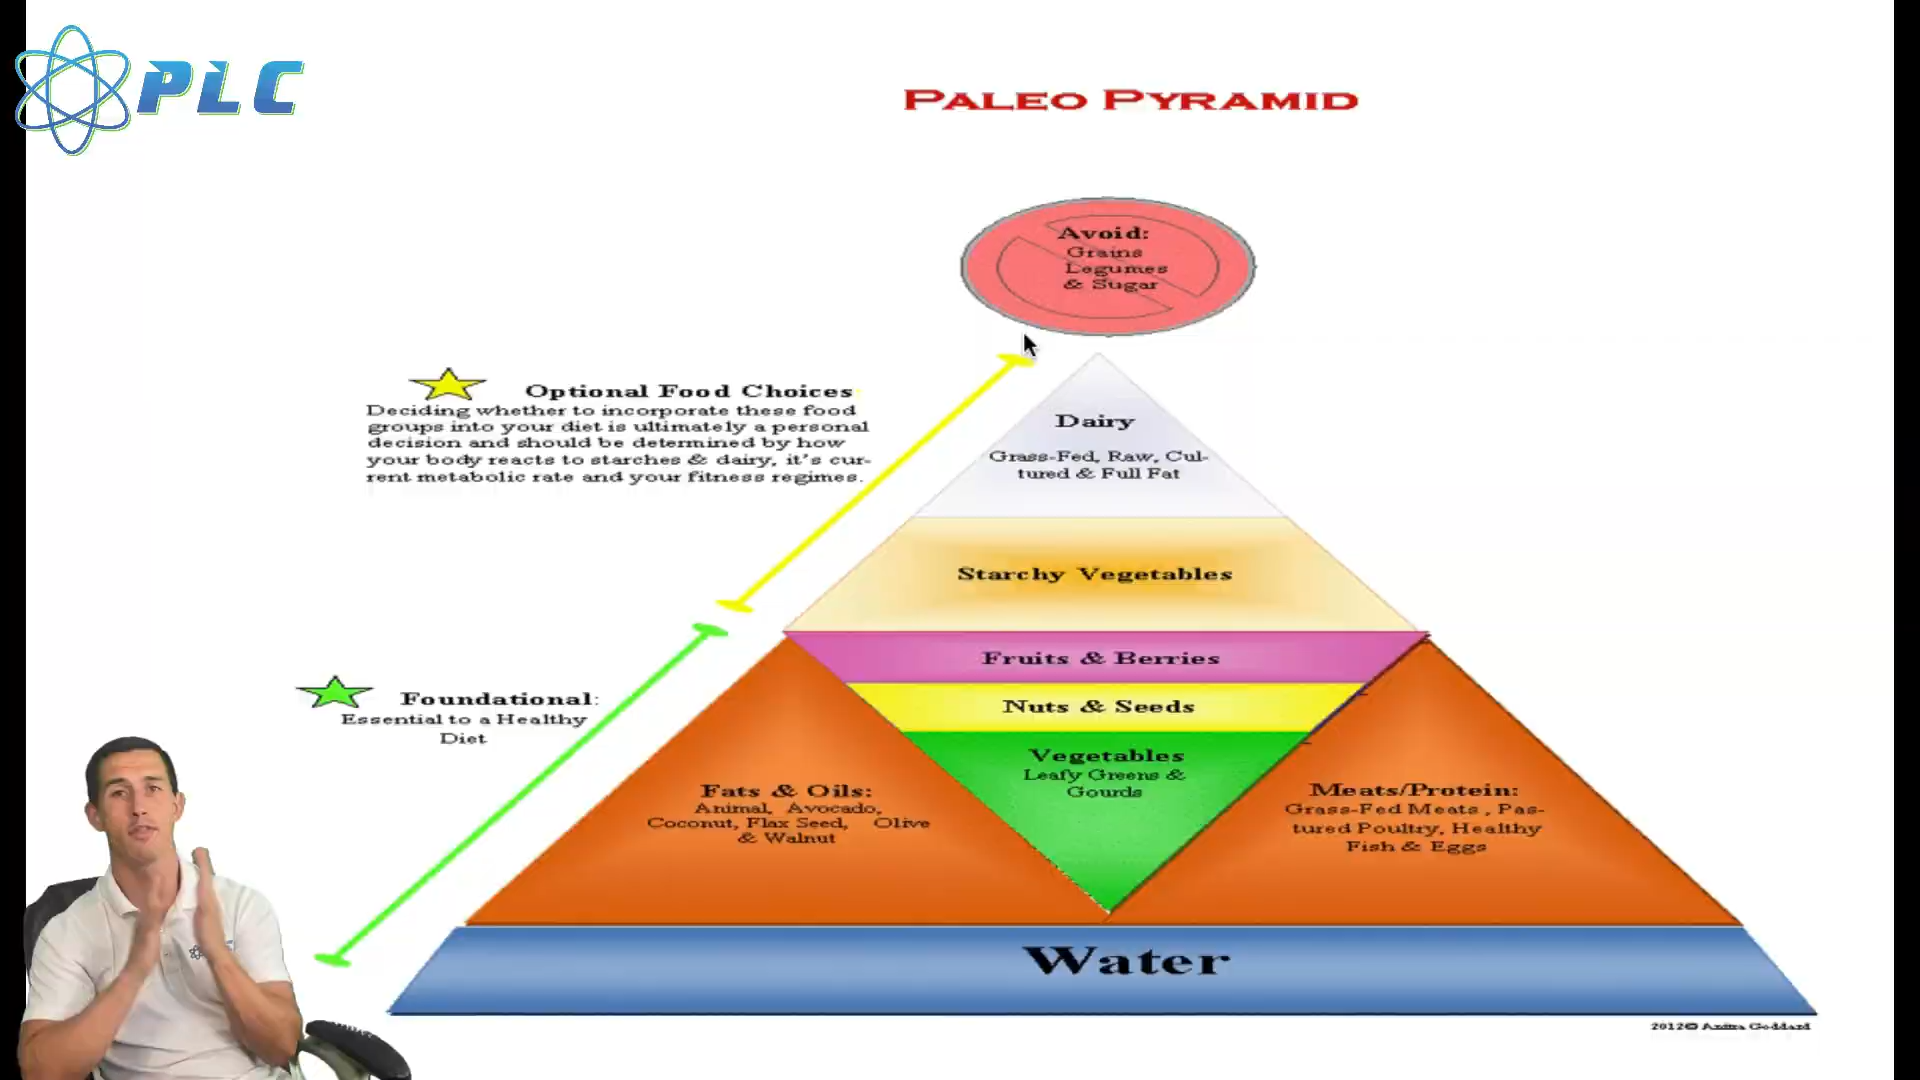 PLC
PALEO PYRAMID
Avoid:
Grains
Legumes
& Sugar
Optional Food Choices:
Deciding whether to incorporate these food
groups into your diet is ultimately a personal
decision and should be determined by how
your body reacts to starches & dairy, it's cur-
rent metabolic rate and your fitness regimes.
Dairy
Grass-Fed, Raw, Cul-
tured & Full Fat
Starchy Vegetables
Fruits & Berries
Nuts & Seeds
Vegetables
Leafy Greens &
Gourds
Foundational:
Essential to a Healthy
Diet
Fats & Oils:
Animal, Avocado,
Coconut, Flax Seed, Olive
& Walnut
Meats/Protein:
Grass-Fed Meats, Pas-
tured Poultry, Healthy
Fish & Eggs
Water
2012© Anitra Goddard